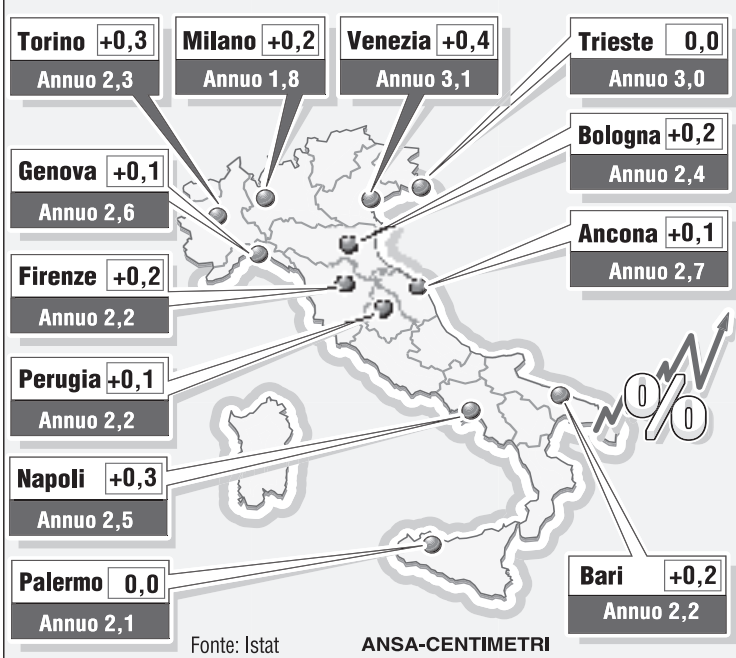 Torino +0,3
Annuo 2,3
Milano +0,2
Annuo 1,8
Venezia +0,4
Annuo 3,1
Trieste 0,0
Annuo 3,0
Bologna +0,2
Annuo 2,4
Genova +0,1
Annuo 2,6
Ancona +0,1
Annuo 2,7
Firenze +0,2
Annuo 2,2
Perugia +0,1
Annuo 2,2
%
Napoli +0,3
Annuo 2,5
Palermo 0,0
Annuo 2,1
Bari +0,2
Annuo 2,2
Fonte: Istat
ANSA-CENTIMETRI